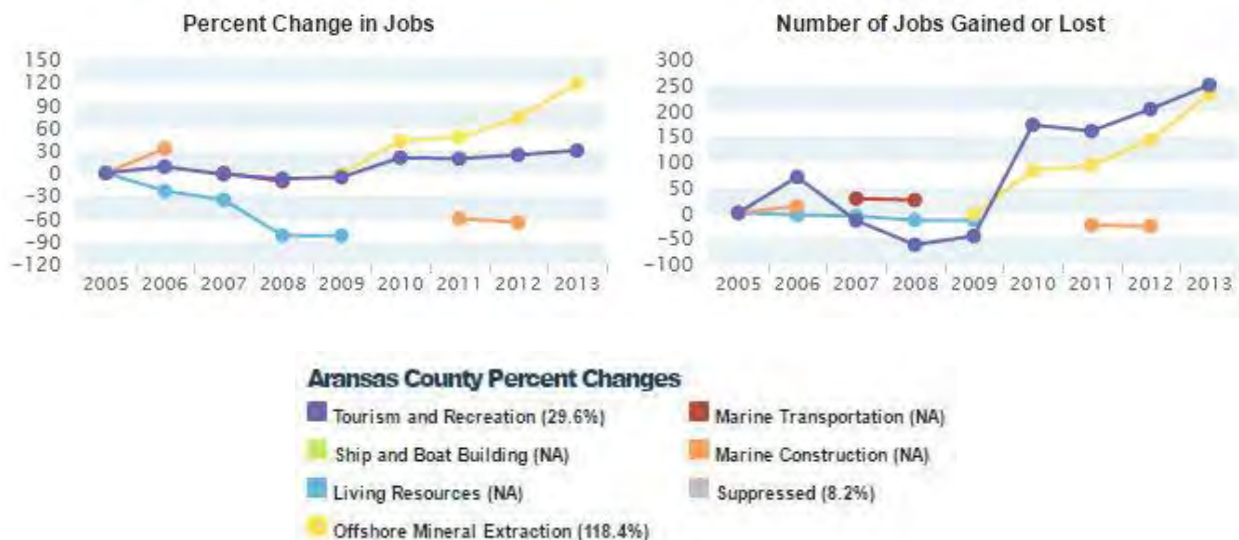 Percent Change in Jobs
150
120
90
60
30
0
−30
−60
−90
−120
2005 2006 2007 2008 2009 2010 2011 2012 2013
Number of Jobs Gained or Lost
300
250
200
150
100
50
0
−50
−100
2005 2006 2007 2008 2009 2010 2011 2012 2013
Aransas County Percent Changes
Tourism and Recreation (29.6%)
Ship and Boat Building (NA)
Living Resources (NA)
Offshore Mineral Extraction (118.4%)
Marine Transportation (NA)
Marine Construction (NA)
Suppressed (8.2%)